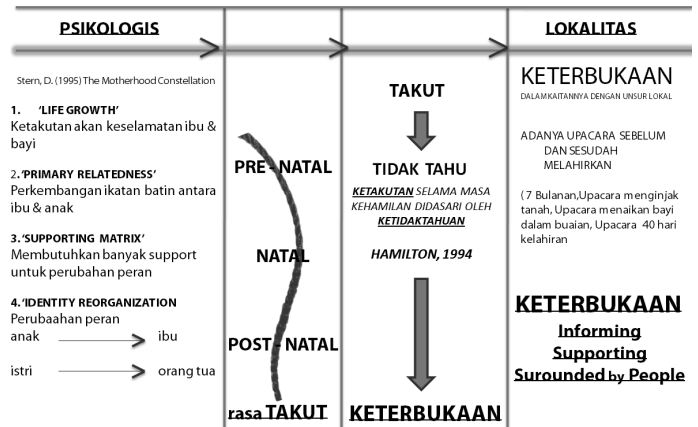 PSIKOLOGIS
Stern, D. (1995) The Motherhood Constellation
1. ‘LIFE GROWTH’
Ketakutan akan keselamatan ibu &
bayi
2.‘PRIMARY RELATEDNESS’
Perkembangan ikatan batin antara
ibu & anak
3.‘SUPPORTING MATRIX’
Membutuhkan banyak support
untuk perubahan peran
4.‘IDENTITY REORGANIZATION
Perubaahan peran
anak ibu
istri orang tua
PRE - NATAL
NATAL
POST - NATAL
rasa TAKUT
TAKUT
TIDAK TAHU
KETAKUTAN SELAMA MASA
KEHAMILAN DIDASARI OLEH
KETIDAKTAHUAN
HAMILTON, 1994
KETERBUKAAN
LOKALITAS
KETERBUKAAN
DALAM KAITANNYA DENGAN UNSUR LOKAL
ADANYA UPACARA SEBELUM
DAN SESUDAH
MELAHIRKAN
( 7 Bulanan,Upacara menginjak
tanah, Upacara menaikan bayi
dalam buaian, Upacara 40 hari
kelahiran
KETERBUKAAN
Informing
Supporting
Surounded by People